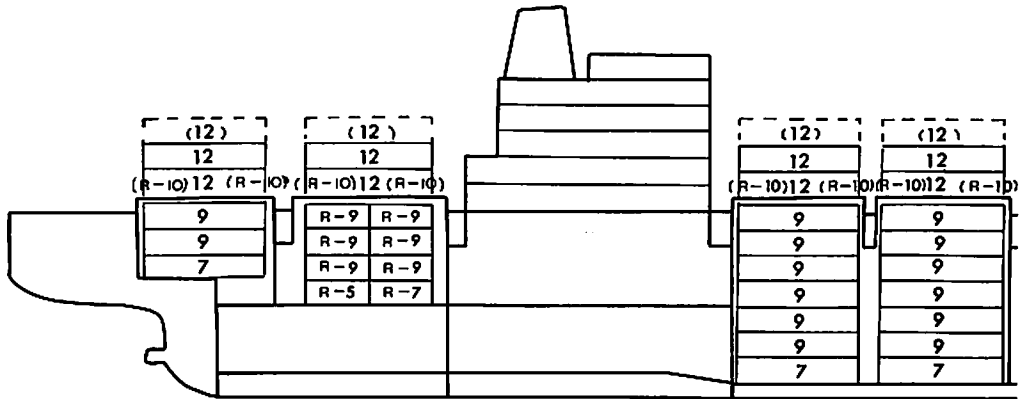 (12) (12) (12) (12)
12 12 12 12
(R-10) 12 (R-10) (R-10) 12 (R-10) (R-10) 12 (R-10) (R-10) 12 (R-10)
9 R-9 R-9 9 9
9 R-9 R-9 9 9
7 R-9 R-9 9 9
R-5 R-7 9 9
9 9
9 9
7 7